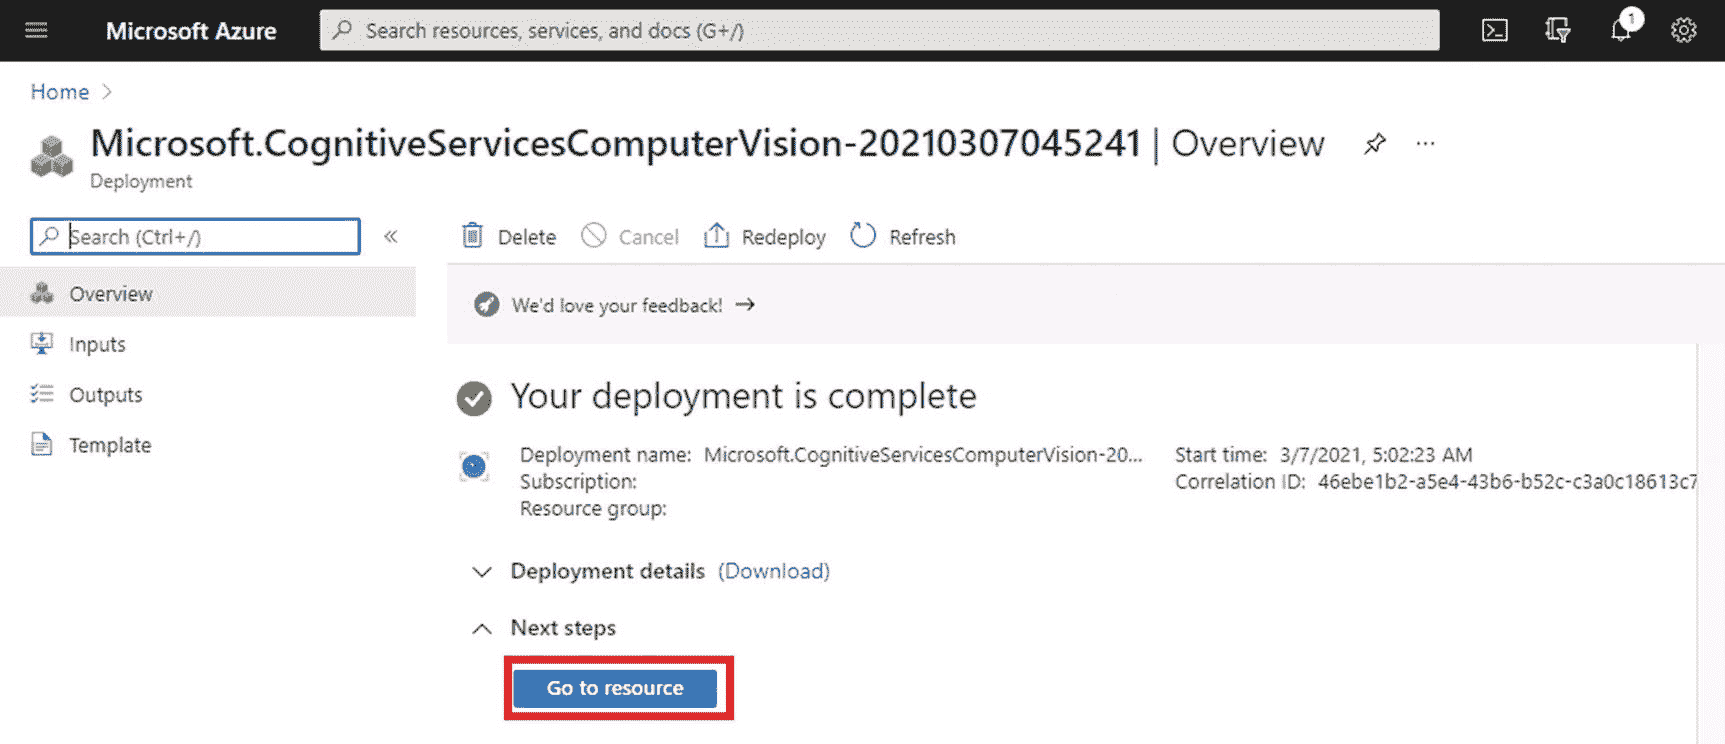 Microsoft Azure
Search resources, services, and docs (G+/)
1
Home
Microsoft.CognitiveServicesComputerVision-20210307045241 | Overview
Deployment
Search (Ctrl+/)
Delete
Cancel
Redeploy
Refresh
Overview
Inputs
Outputs
Template
We'd love your feedback!
Your deployment is complete
Deployment name: Microsoft.CognitiveServicesComputerVision-20...
Subscription:
Resource group:
Start time: 3/7/2021, 5:02:23 AM
Correlation ID: 46ebe1b2-a5e4-43b6-b52c-c3a0c18613c7
Deployment details (Download)
Next steps
Go to resource